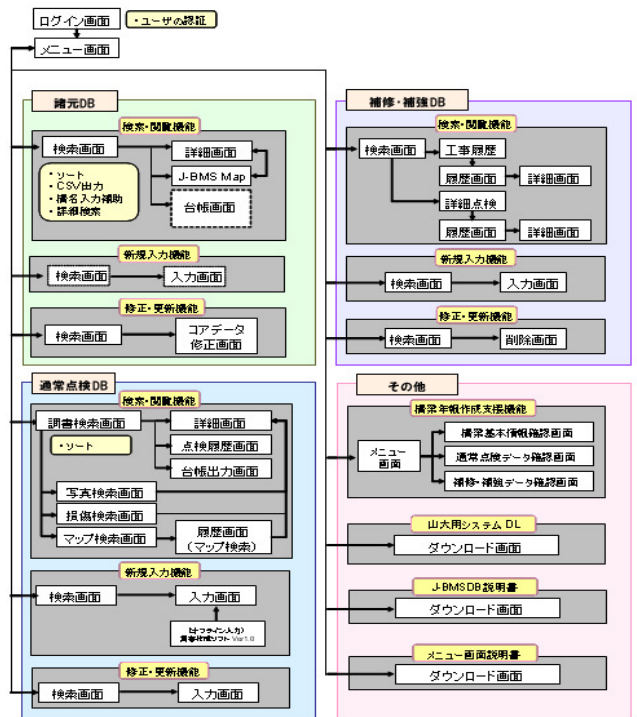 ログイン画面
・ユーザの認証
メニュー画面
諸元DB
検索・閲覧機能
検索画面
詳細画面
J-BMS Map
台帳画面
・ソート
・CSV出力
・橋名入力補助
・詳細検索
新規入力機能
検索画面
入力画面
修正・更新機能
検索画面
コアデータ
修正画面
補修・補強DB
検索・閲覧機能
検索画面
工事履歴
履歴画面
詳細画面
詳細点検
履歴画面
詳細画面
新規入力機能
検索画面
入力画面
修正・更新機能
検索画面
削除画面
通常点検DB
検索・閲覧機能
調書検索画面
・ソート
詳細画面
点検履歴画面
台帳出力画面
写真検索画面
損傷検索画面
マップ検索画面
履歴画面
(マップ検索)
新規入力機能
検索画面
入力画面
(オフライン入力)
調書作成ソフト Ver1.0
修正・更新機能
検索画面
入力画面
その他
橋梁年報作成支援機能
メニュー
画面
橋梁基本情報確認画面
通常点検データ確認画面
補修・補強データ確認画面
山大用システム DL
ダウンロード画面
J-BMSDB説明書
ダウンロード画面
メニュー画面説明書
ダウンロード画面